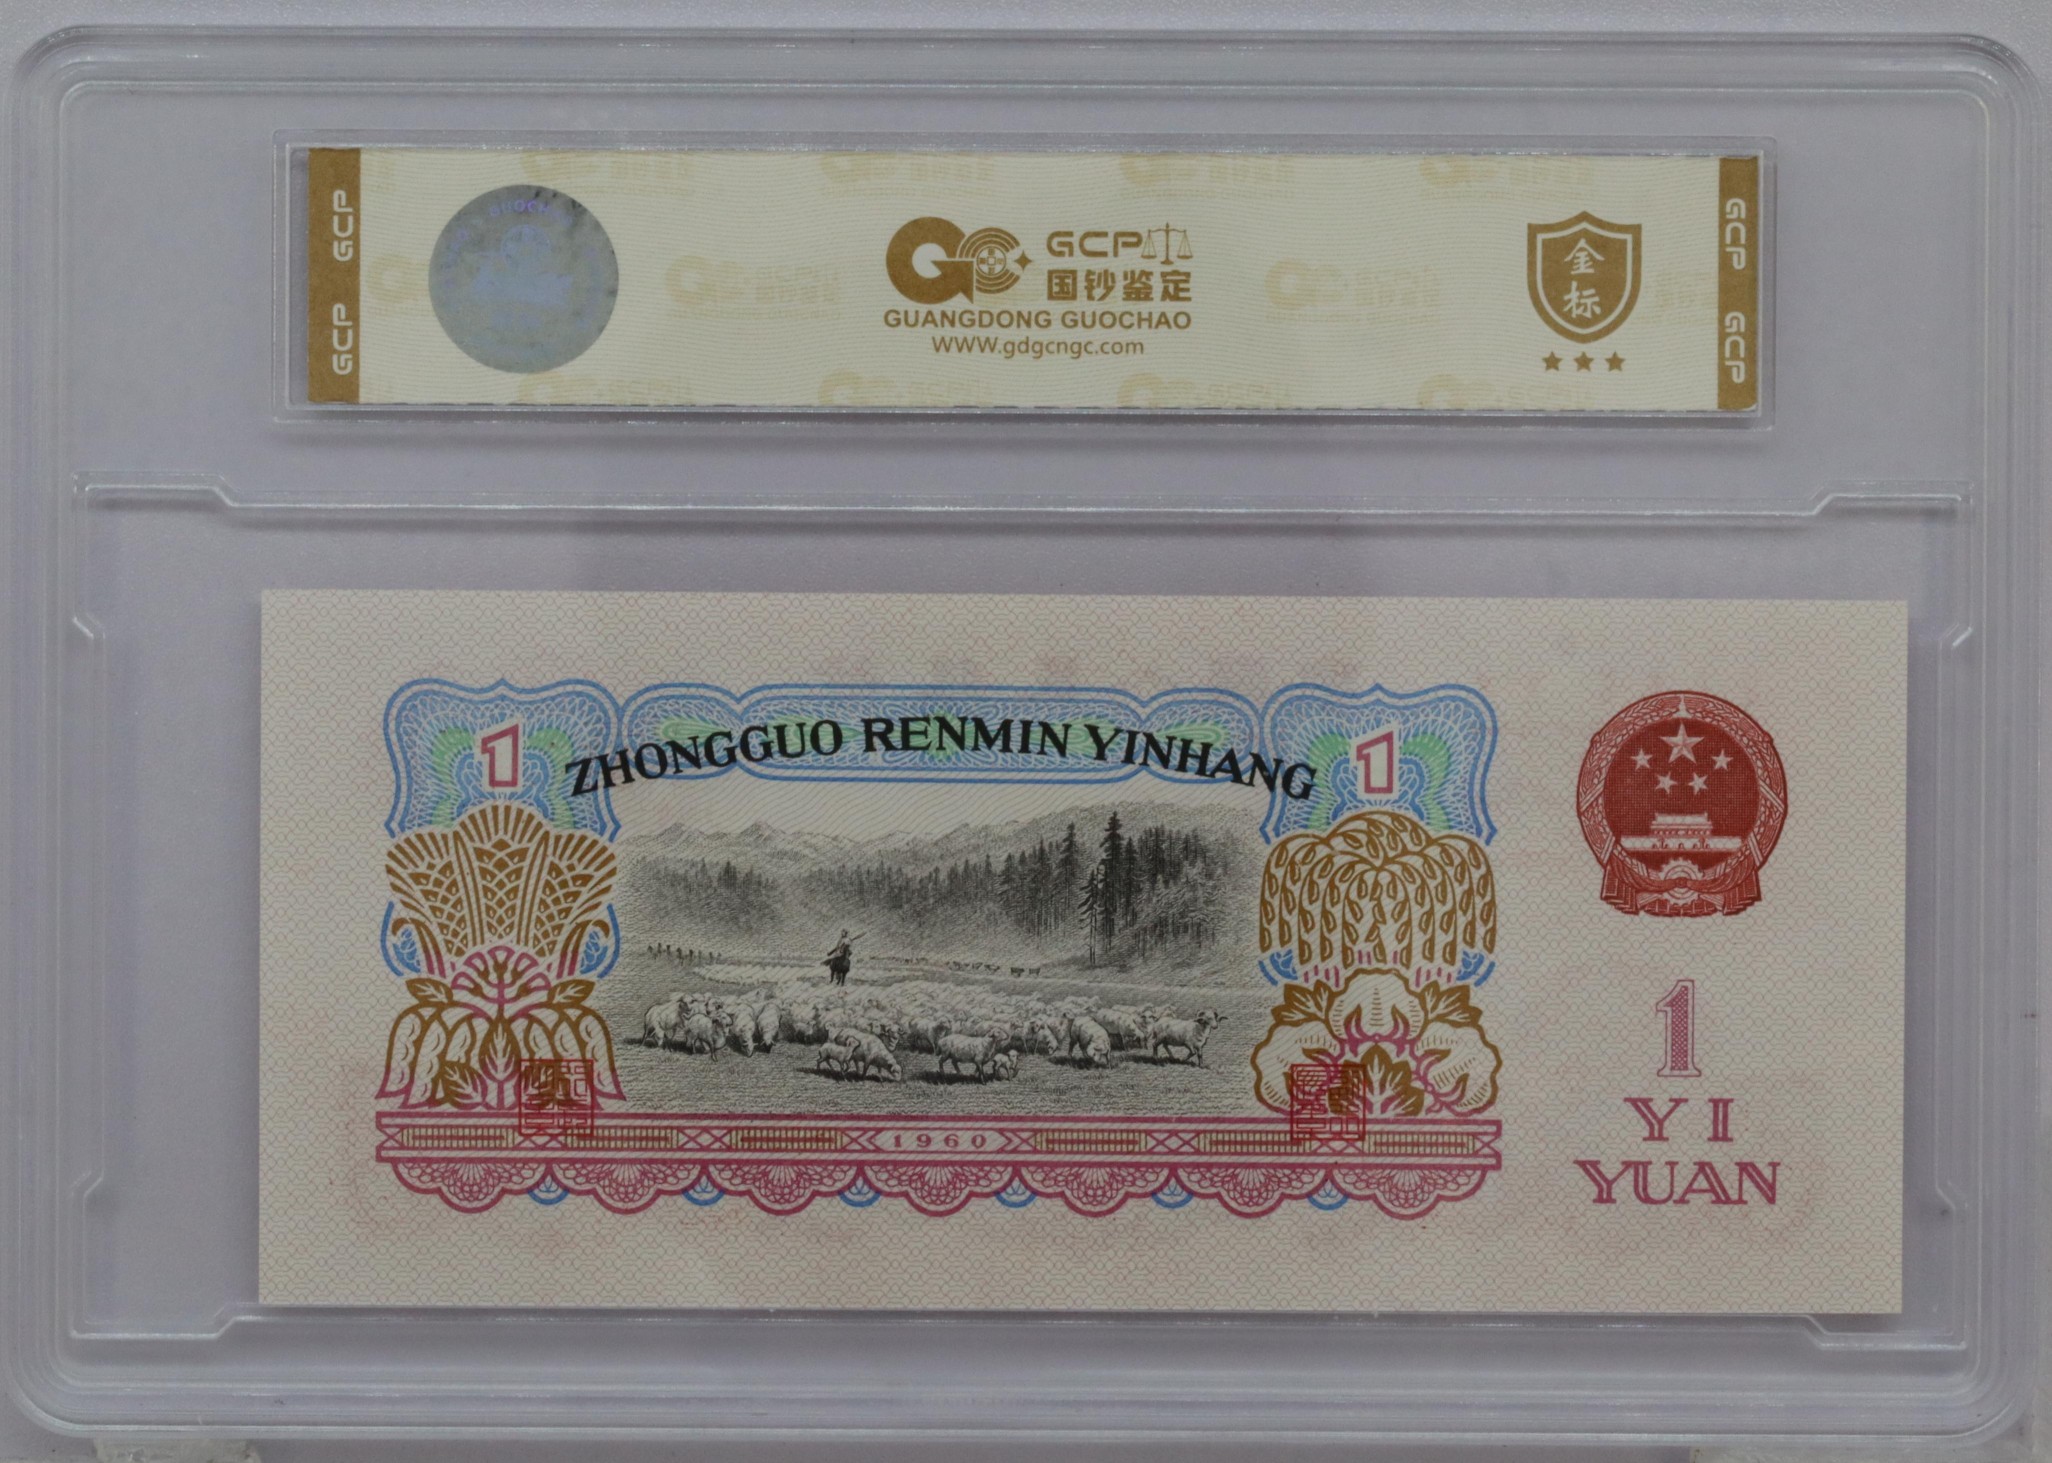 GCP
GCP
GUOCHAO
GCP
国钞鉴定
GUANGDONG GUOCHAO
WWW.gdgcngc.com
金
标
GCP
GCP
ZHONGGUO RENMIN YINHANG
1
1
1960
1
YI
YUAN